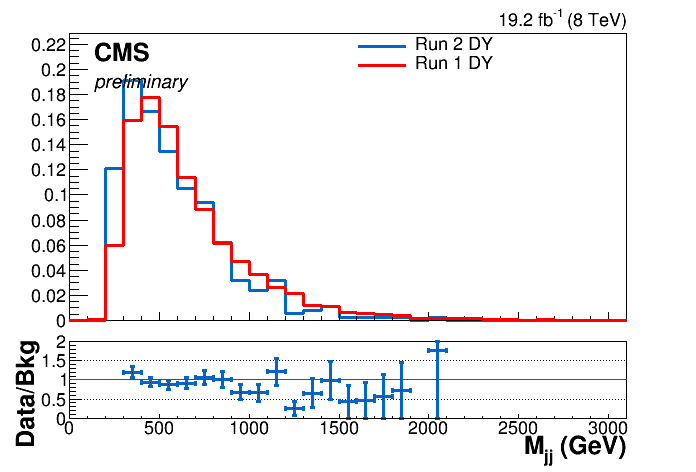 19.2 fb⁻¹ (8 TeV)
CMS
preliminary
Run 2 DY
Run 1 DY
0.22
0.2
0.18
0.16
0.14
0.12
0.1
0.08
0.06
0.04
0.02
0
Data/Bkg
2
1.5
1
0.5
0
0 500 1000 1500 2000 2500 3000
Mjj (GeV)